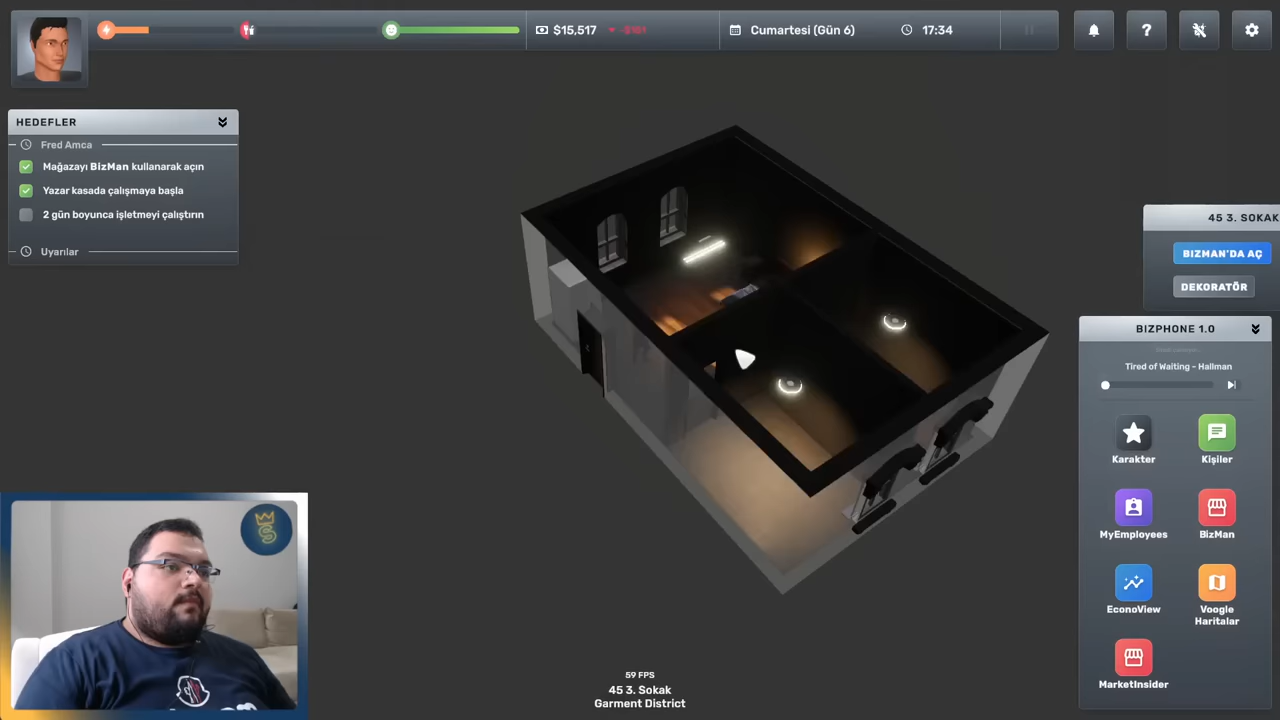 $15,517
Cumartesi (Gün 6)
17:34
?
HEDEFLER
Fred Amca
Mağazayı BizMan kullanarak açın
Yazar kasada çalışmaya başla
2 gün boyunca işletmeyi çalıştırın
Uyarılar
45 3. SOKAK
BIZMAN'DA AÇ
DEKORATÖR
BIZPHONE 1.0
Tired of Waiting - Hallman
Karakter
Kişiler
MyEmployees
BizMan
EconoView
Voogle
Haritalar
MarketInsider
S
59 FPS
45 3. Sokak
Garment District